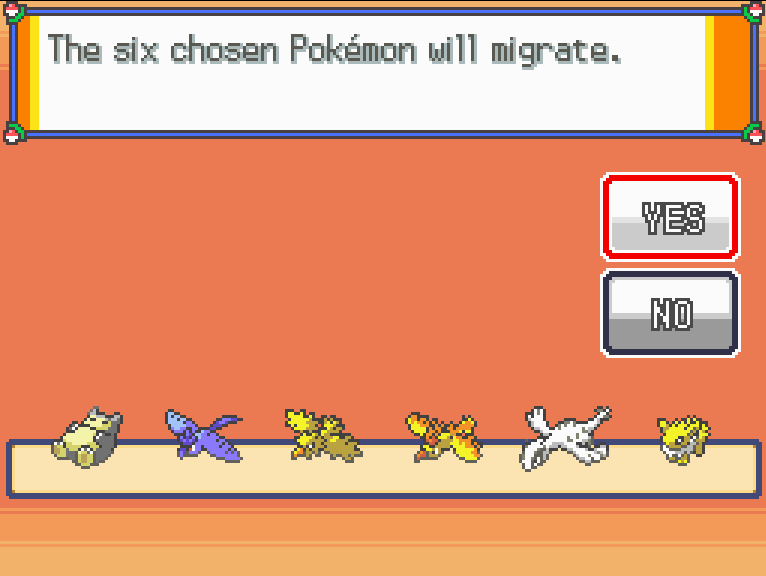 The six chosen Pokémon will migrate.
YES
NO